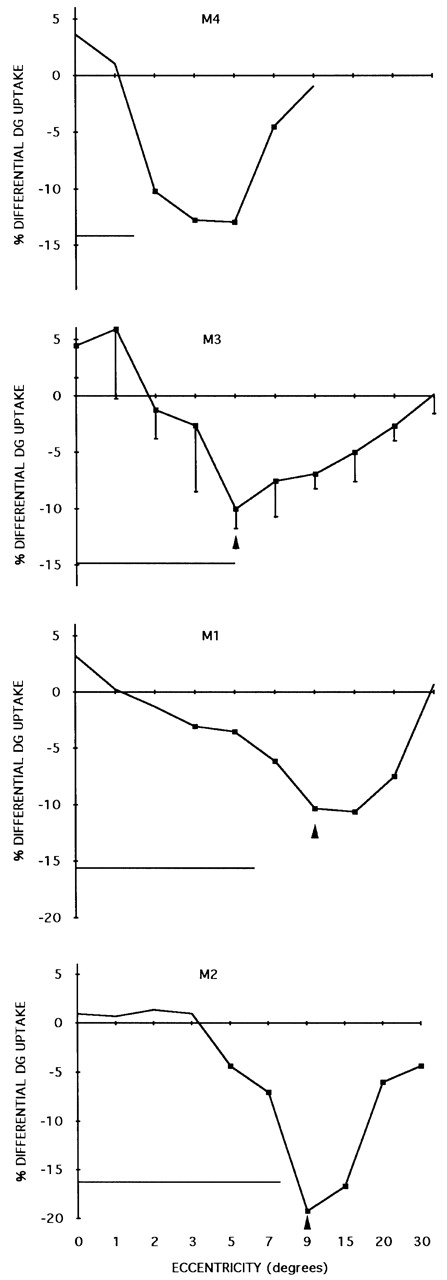 M4
% DIFFERENTIAL DG UPTAKE
5
0
-5
-10
-15
M3
% DIFFERENTIAL DG UPTAKE
5
0
-5
-10
-15
M1
% DIFFERENTIAL DG UPTAKE
5
0
-5
-10
-15
-20
M2
% DIFFERENTIAL DG UPTAKE
5
0
-5
-10
-15
-20
0 1 2 3 5 7 9 15 20 30
ECCENTRICITY (degrees)